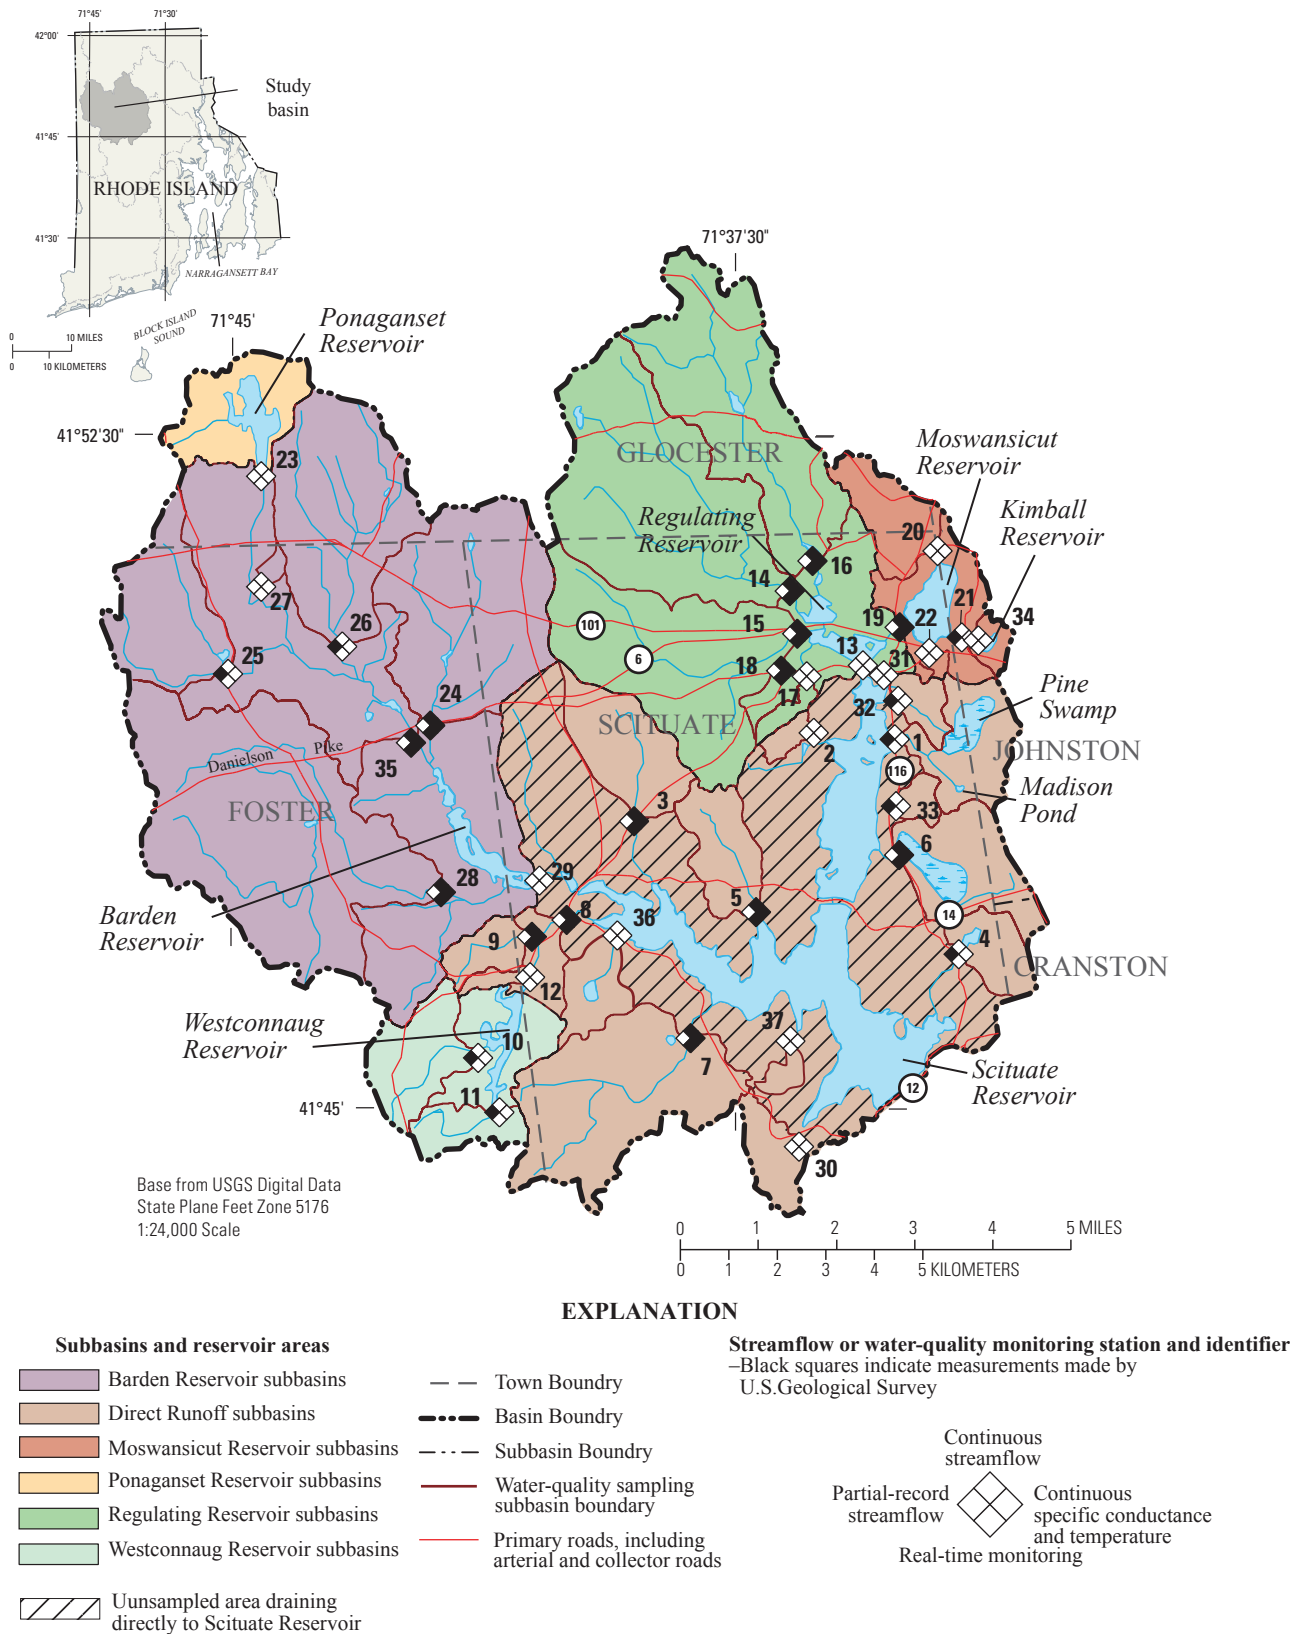 71°45'
71°30'
42°00'
Study
basin
41°45'
RHODE ISLAND
41°30'
NARRAGANSETT BAY
BLOCK ISLAND
SOUND
0
10 MILES
0
10 KILOMETERS
71°37'30"
71°45'
Ponaganset
Reservoir
41°52'30"
GLOCESTER
Moswansicut
Reservoir
Kimball
Reservoir
Regulating
Reservoir
23
20
16
14
27
26
101
15
19
22
21
34
6
13
31
25
18
17
24
SCITUATE
32
Pine
Swamp
2
1
JOHNSTON
Danielson
Pike
35
116
Madison
Pond
FOSTER
3
33
6
29
28
5
14
Barden
Reservoir
8
36
9
4
CRANSTON
12
37
Westconnaug
Reservoir
10
7
Scituate
Reservoir
11
12
41°45'
30
Base from USGS Digital Data
State Plane Feet Zone 5176
1:24,000 Scale
0
1
2
3
4
5 MILES
0
1
2
3
4
5 KILOMETERS
EXPLANATION
Subbasins and reservoir areas
Barden Reservoir subbasins
Direct Runoff subbasins
Moswansicut Reservoir subbasins
Ponaganset Reservoir subbasins
Regulating Reservoir subbasins
Westconnaug Reservoir subbasins
Uunsampled area draining
directly to Scituate Reservoir
Town Boundry
Basin Boundry
Subbasin Boundry
Water-quality sampling
subbasin boundary
Primary roads, including
arterial and collector roads
Streamflow or water-quality monitoring station and identifier
–Black squares indicate measurements made by
U.S.Geological Survey
Continuous
streamflow
Partial-record
streamflow
Continuous
specific conductance
and temperature
Real-time monitoring